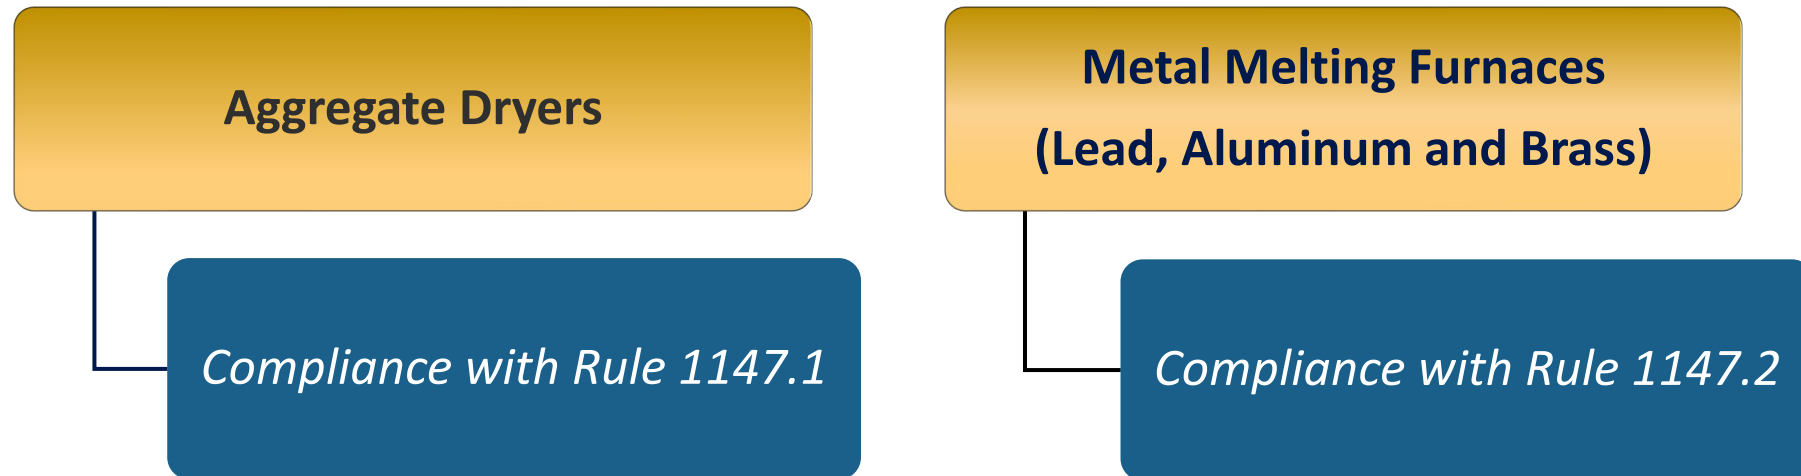 Aggregate Dryers
Compliance with Rule 1147.1
Metal Melting Furnaces
(Lead, Aluminum and Brass)
Compliance with Rule 1147.2